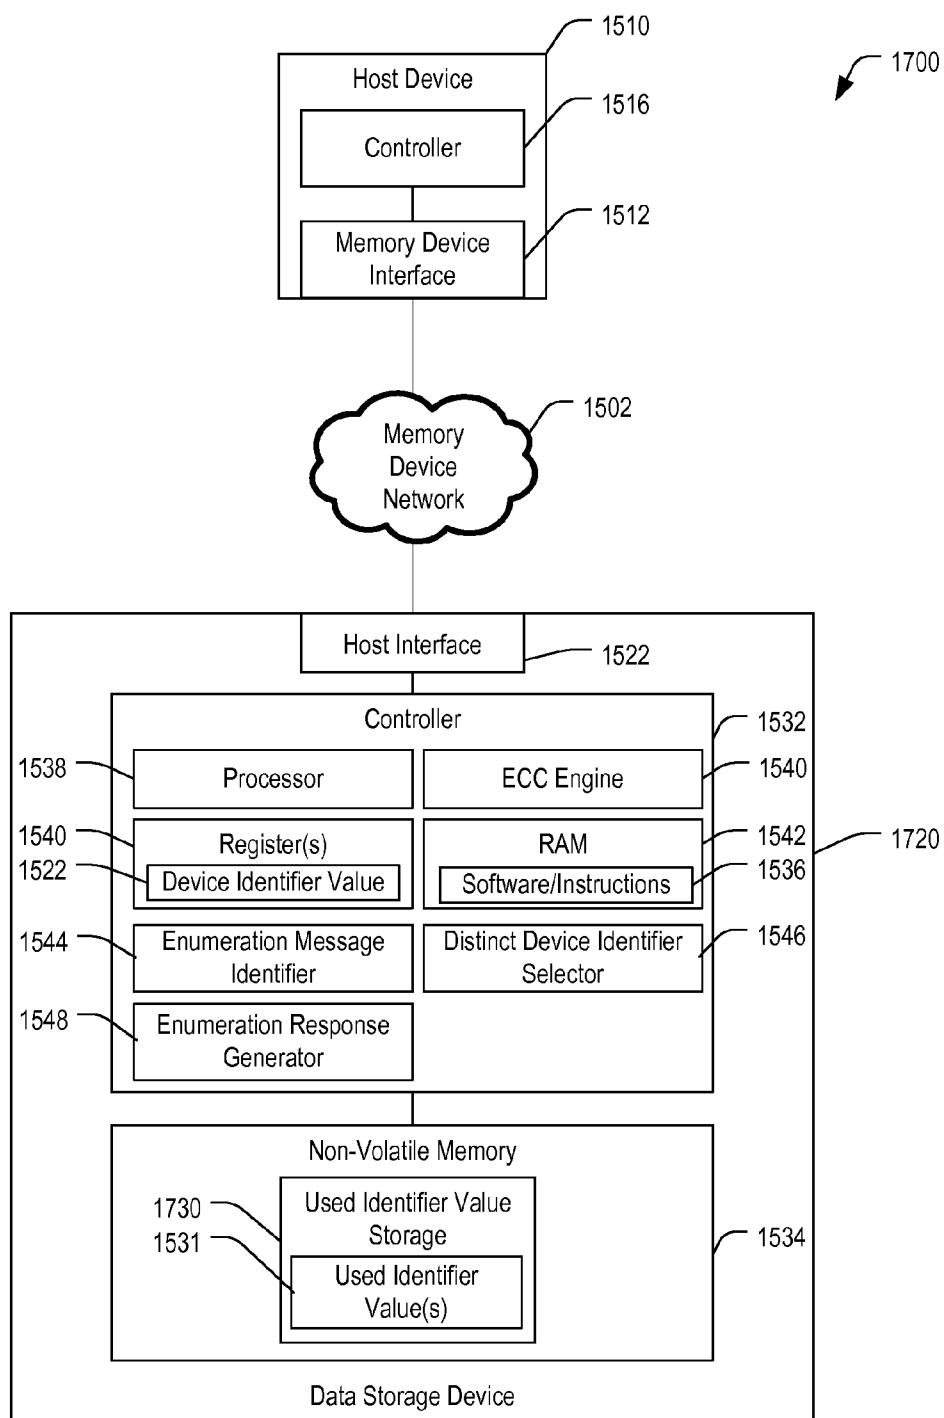 1510
1700
Host Device
1516
Controller
1512
Memory Device
Interface
1502
Memory
Device
Network
Host Interface
1522
Controller
1532
1538
Processor
ECC Engine
1540
1540
Register(s)
RAM
1542
1720
1522
Device Identifier Value
Software/Instructions
1536
1544
Enumeration Message
Identifier
Distinct Device Identifier
Selector
1546
1548
Enumeration Response
Generator
Non-Volatile Memory
1730
Used Identifier Value
Storage
1531
1534
Used Identifier
Value(s)
Data Storage Device